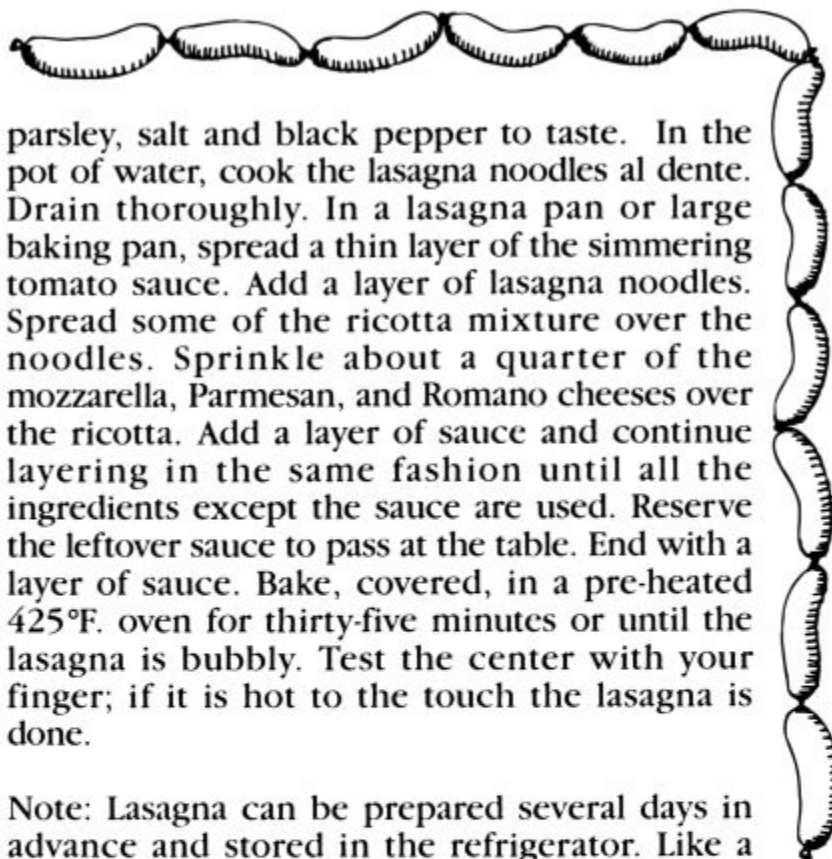 parsley, salt and black pepper to taste. In the
pot of water, cook the lasagna noodles al dente.
Drain thoroughly. In a lasagna pan or large
baking pan, spread a thin layer of the simmering
tomato sauce. Add a layer of lasagna noodles.
Spread some of the ricotta mixture over the
noodles. Sprinkle about a quarter of the
mozzarella, Parmesan, and Romano cheeses over
the ricotta. Add a layer of sauce and continue
layering in the same fashion until all the
ingredients except the sauce are used. Reserve
the leftover sauce to pass at the table. End with a
layer of sauce. Bake, covered, in a pre-heated
425°F. oven for thirty-five minutes or until the
lasagna is bubbly. Test the center with your
finger; if it is hot to the touch the lasagna is
done.
Note: Lasagna can be prepared several days in
advance and stored in the refrigerator. Like a